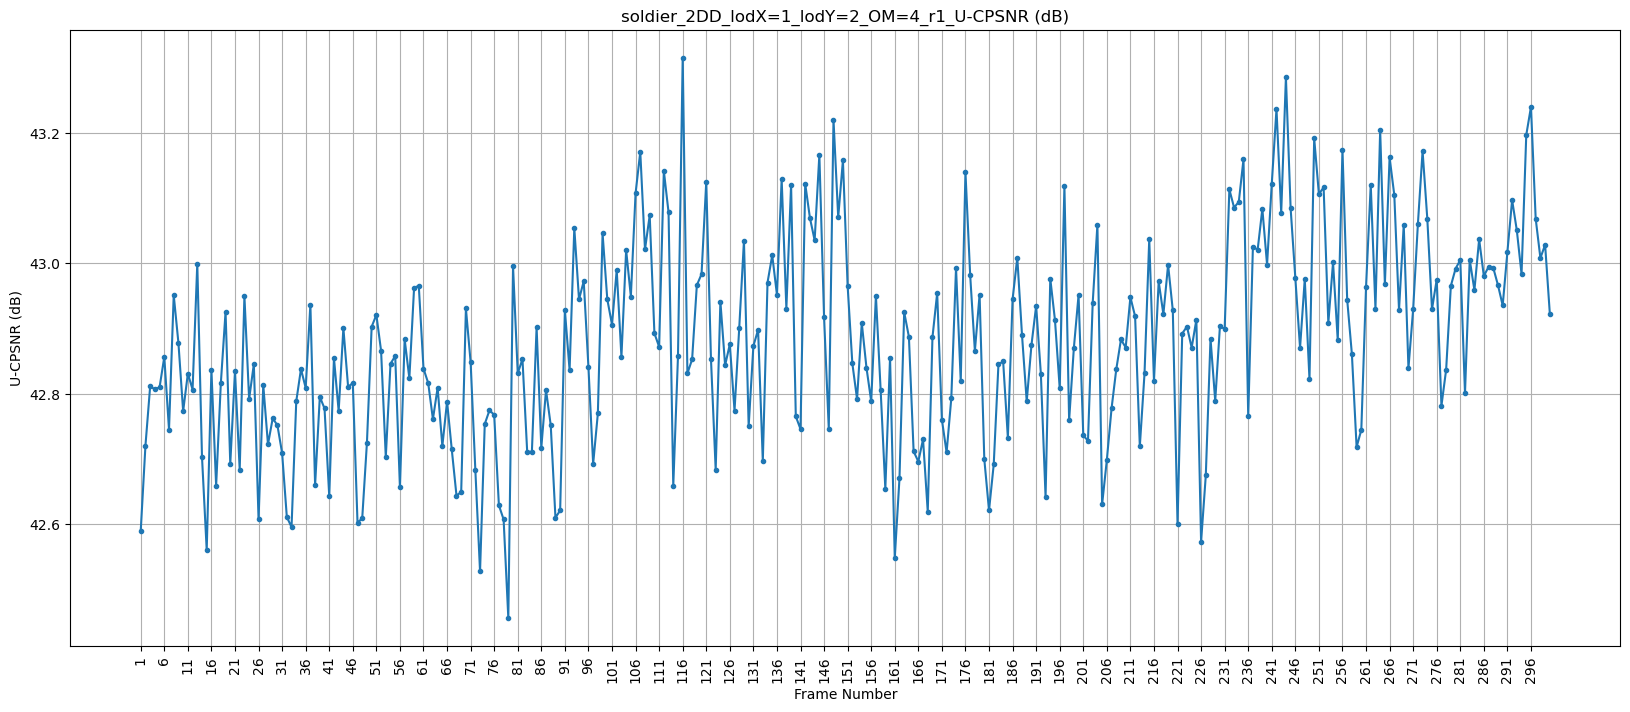 soldier_2DD_lodX=1_lodY=2_OM=4_r1_U-CPSNR (dB)
U-CPSNR (dB)
43.2
43.0
42.8
42.6
1 6 11 16 21 26 31 36 41 46 51 56 61 66 71 76 81 86 91 96 101 106 111 116 121 126 131 136 141 146 151 156 161 166 171 176 181 186 191 196 201 206 211 216 221 226 231 236 241 246 251 256 261 266 271 276 281 286 291 296
Frame Number